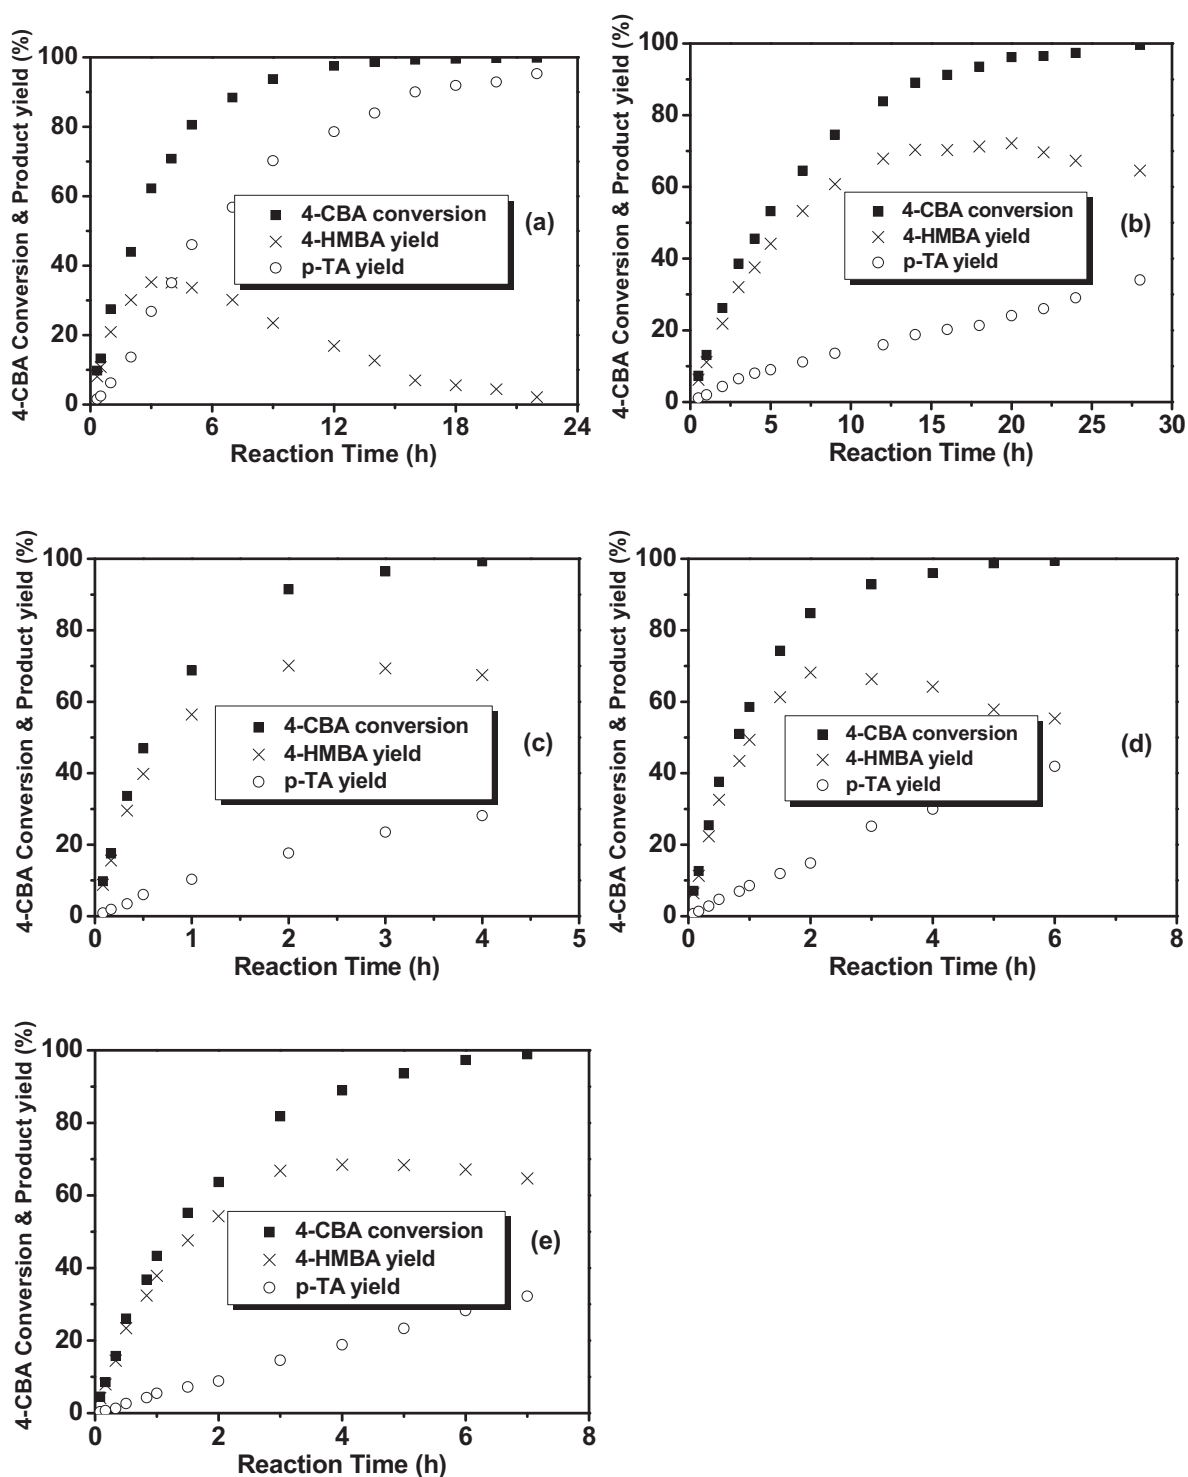 4-CBA Conversion & Product yield (%)
100
80
60
40
20
0
4-CBA conversion
4-HMBA yield
p-TA yield
(a)
0 6 12 18 24
Reaction Time (h)
4-CBA Conversion & Product yield (%)
100
80
60
40
20
0
4-CBA conversion
4-HMBA yield
p-TA yield
(b)
0 5 10 15 20 25 30
Reaction Time (h)
4-CBA Conversion & Product yield (%)
100
80
60
40
20
0
4-CBA conversion
4-HMBA yield
p-TA yield
(c)
0 1 2 3 4 5
Reaction Time (h)
4-CBA Conversion & Product yield (%)
100
80
60
40
20
0
4-CBA conversion
4-HMBA yield
p-TA yield
(d)
0 2 4 6 8
Reaction Time (h)
4-CBA Conversion & Product yield (%)
100
80
60
40
20
0
4-CBA conversion
4-HMBA yield
p-TA yield
(e)
0 2 4 6 8
Reaction Time (h)